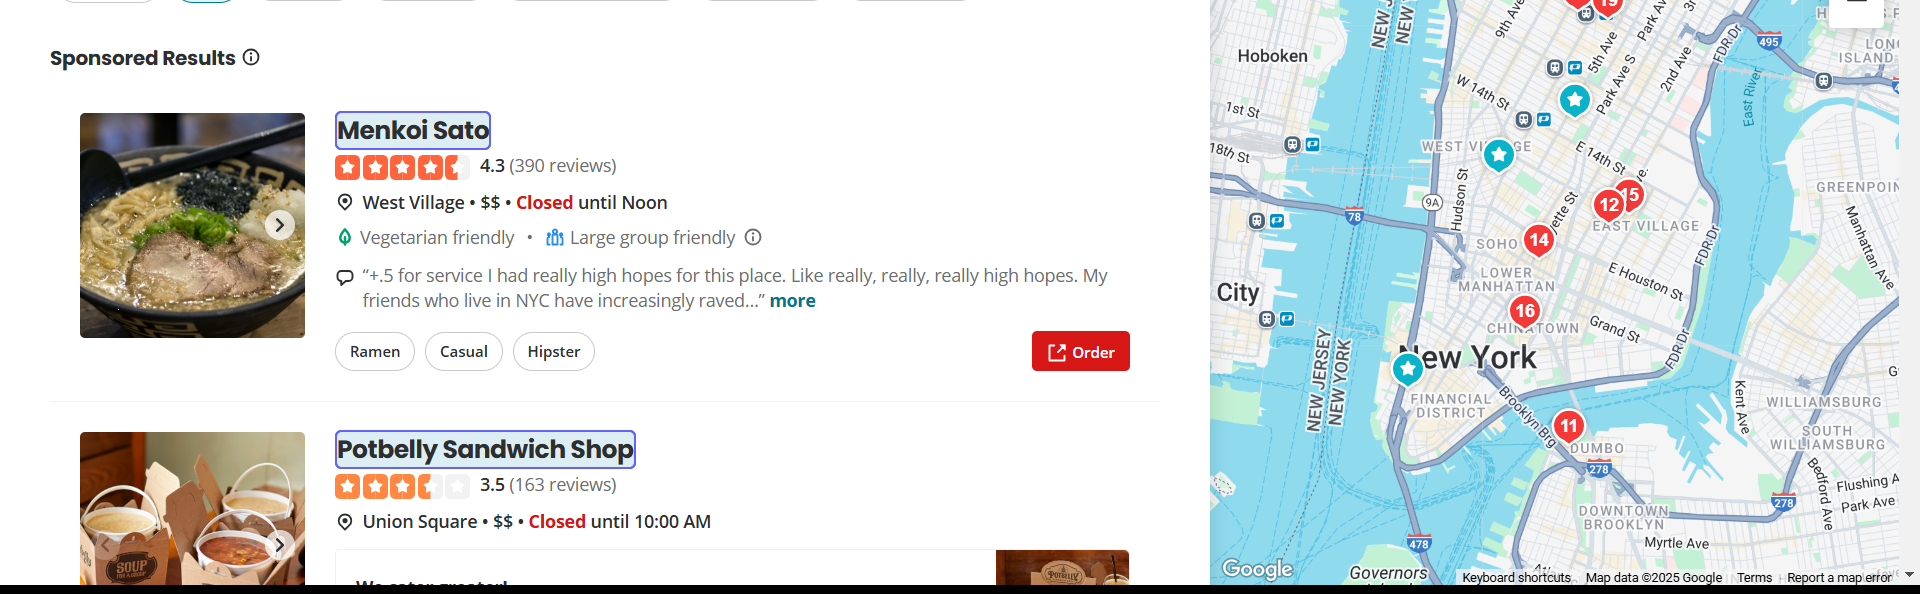 Sponsored Results
Menkoi Sato
4.3 (390 reviews)
West Village • $$ • Closed until Noon
Vegetarian friendly • Large group friendly
“+.5 for service I had really high hopes for this place. Like really, really, really high hopes. My
friends who live in NYC have increasingly raved...” more
Ramen
Casual
Hipster
Order
Potbelly Sandwich Shop
3.5 (163 reviews)
Union Square • $$ • Closed until 10:00 AM
SOUP
POTBELLY
NEW JERSEY
NEW YORK
Hoboken
1st St
18th St
City
9th Ave
Park Ave
5th Ave
Park Ave S
2nd Ave
FDR Dr
495
LONG
ISLAND
East River
W 14th St
WEST VILLAGE
E 14th St
Hudson St
9A
78
15
12
EAST VILLAGE
14
SOHO
LOWER
MANHATTAN
E Houston St
FDR Dr
GREENPOIN
Manhattan Ave
16
CHINATOWN
Grand St
New York
FDR Dr
NEW JERSEY
NEW YORK
FINANCIAL
DISTRICT
Brooklyn Brg
11
DUMBO
278
Kent Ave
WILLIAMSBURG
SOUTH
WILLIAMSBURG
Bedford Ave
Flushing A
Park Ave
278
DOWNTOWN
BROOKLYN
Myrtle Ave
478
Governors
Google
Keyboard shortcuts
Map data ©2025 Google
Terms
Report a map error